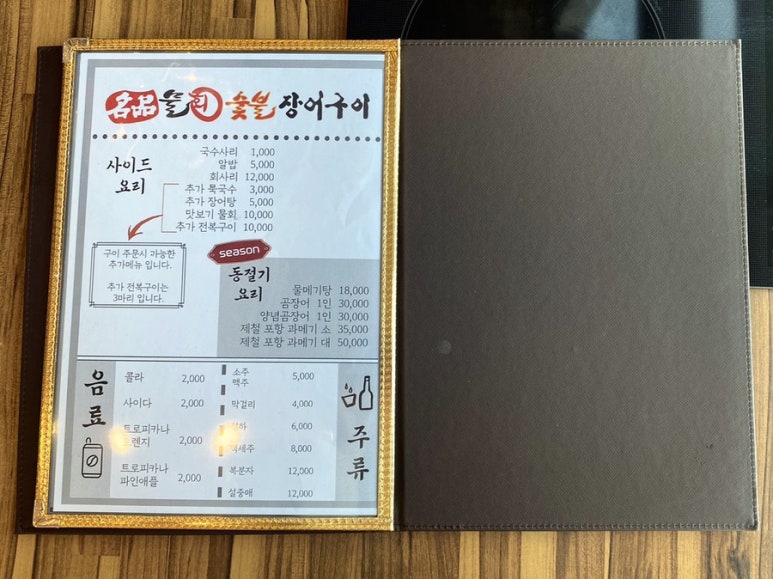 名品 물리 숯불 장어구이
사이드 요리
국수사리 1,000
알밥 5,000
회사리 12,000
추가 묵국수 3,000
추가 장어탕 5,000
맛보기 물회 10,000
추가 전복구이 10,000
구이 주문시 가능한
추가메뉴 입니다.
추가 전복구이는
3마리 입니다.
season
동절기 요리
물메기탕 18,000
곰장어 1인 30,000
양념곰장어 1인 30,000
제철 포항 과메기 소 35,000
제철 포항 과메기 대 50,000
음료
콜라 2,000
사이다 2,000
트로피카나
오렌지 2,000
트로피카나
파인애플 2,000
주류
소주
맥주 5,000
막걸리 4,000
6,000
8,000
복분자 12,000
설중매 12,000